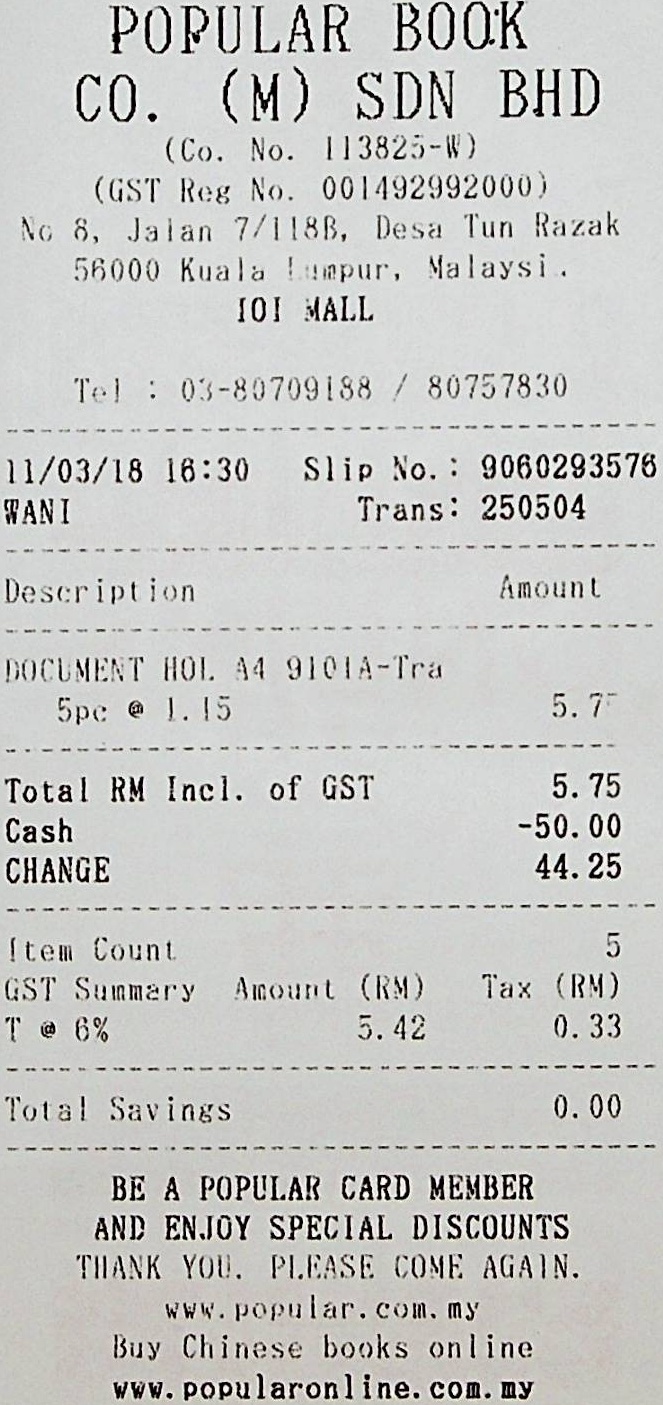 POPULAR BOOK
CO. (M) SDN BHD
(Co. No. 113825-W)
(GST Reg No. 001492992000)
No 8, Jalan 7/118B, Desa Tun Razak
56000 Kuala Lumpur, Malaysi.
IOI MALL
Tel : 03-80709188 / 80757830
11/03/18 16:30 Slip No.: 9060293576
WANI Trans: 250504
Description Amount
DOCUMENT HOL A4 9101A-Tra
5pc @ 1.15 5.75
Total RM Incl. of GST 5.75
Cash -50.00
CHANGE 44.25
Item Count 5
GST Summary Amount (RM) Tax (RM)
T @ 6% 5.42 0.33
Total Savings 0.00
BE A POPULAR CARD MEMBER
AND ENJOY SPECIAL DISCOUNTS
THANK YOU. PLEASE COME AGAIN.
www.popular.com.my
Buy Chinese books online
www.popularonline.com.my